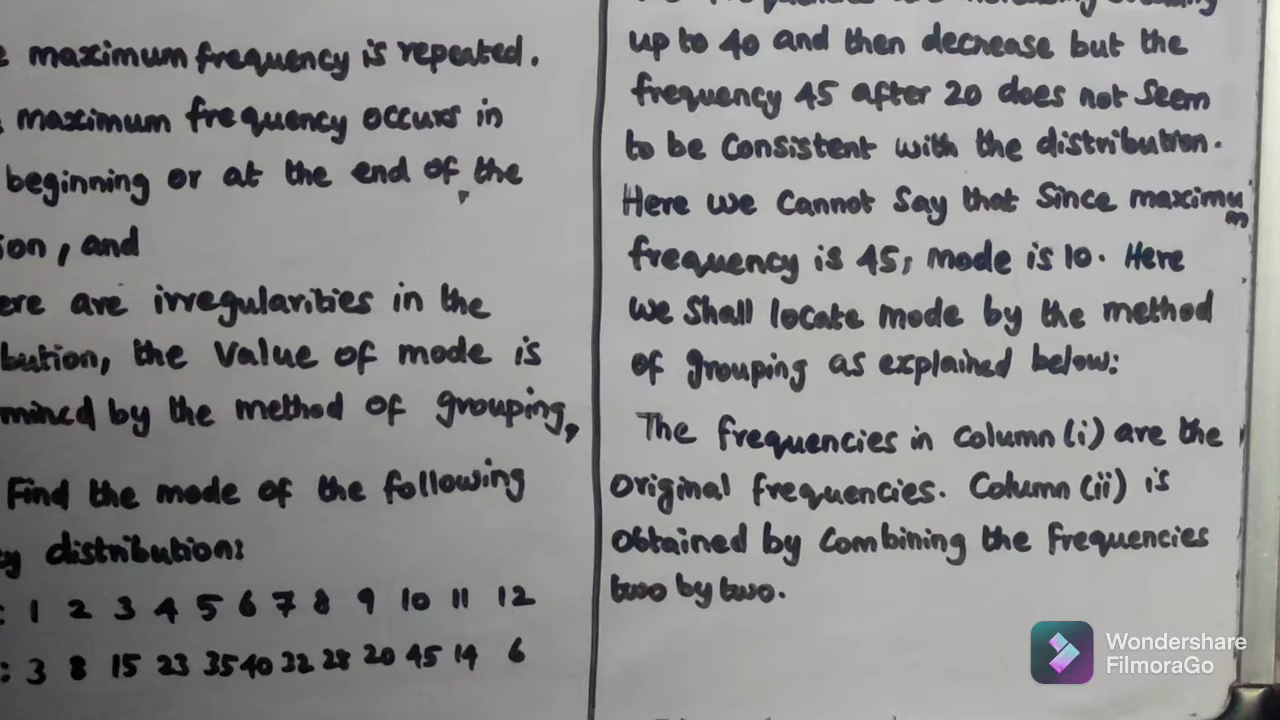 maximum frequency is repeated.
maximum frequency occurs in
beginning or at the end of the
ion, and
ere are irregularities in the
bution, the value of mode is
mined by the method of grouping,
Find the mode of the following
y distribution:
: 1 2 3 4 5 6 7 8 9 10 11 12
: 3 8 15 23 35 40 32 28 20 45 14 6
up to 40 and then decrease but the
frequency 45 after 20 does not seem
to be consistent with the distribution.
Here we cannot say that since maximum
frequency is 45, mode is 10. Here
we shall locate mode by the method
of grouping as explained below:
The frequencies in column (i) are the
original frequencies. Column (ii) is
obtained by combining the frequencies
two by two.
Wondershare
FilmoraGo